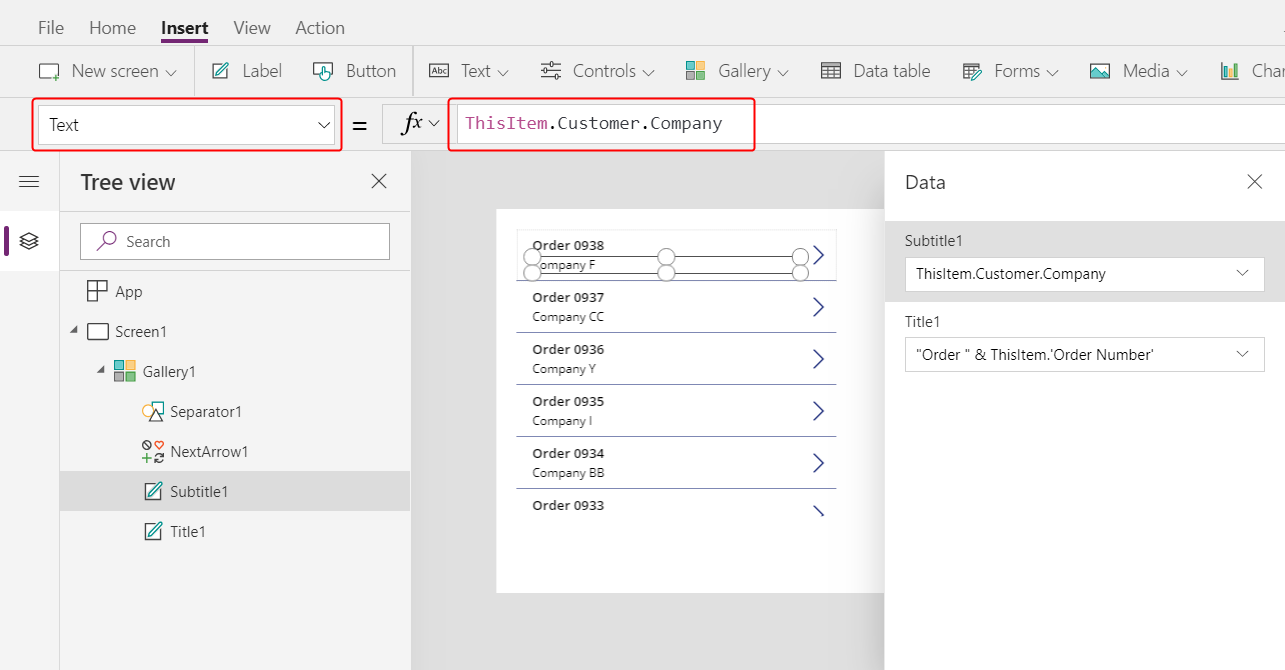 File Home Insert View Action
New screen Label Button Abc Text Controls Gallery Data table Forms Media Char
Text = fx ThisItem.Customer.Company
Tree view
Search
App
Screen1
Gallery1
Separator1
NextArrow1
Subtitle1
Title1
Order 0938
ompany F
Order 0937
Company CC
Order 0936
Company Y
Order 0935
Company I
Order 0934
Company BB
Order 0933
Data
Subtitle1
ThisItem.Customer.Company
Title1
"Order " & ThisItem.'Order Number'